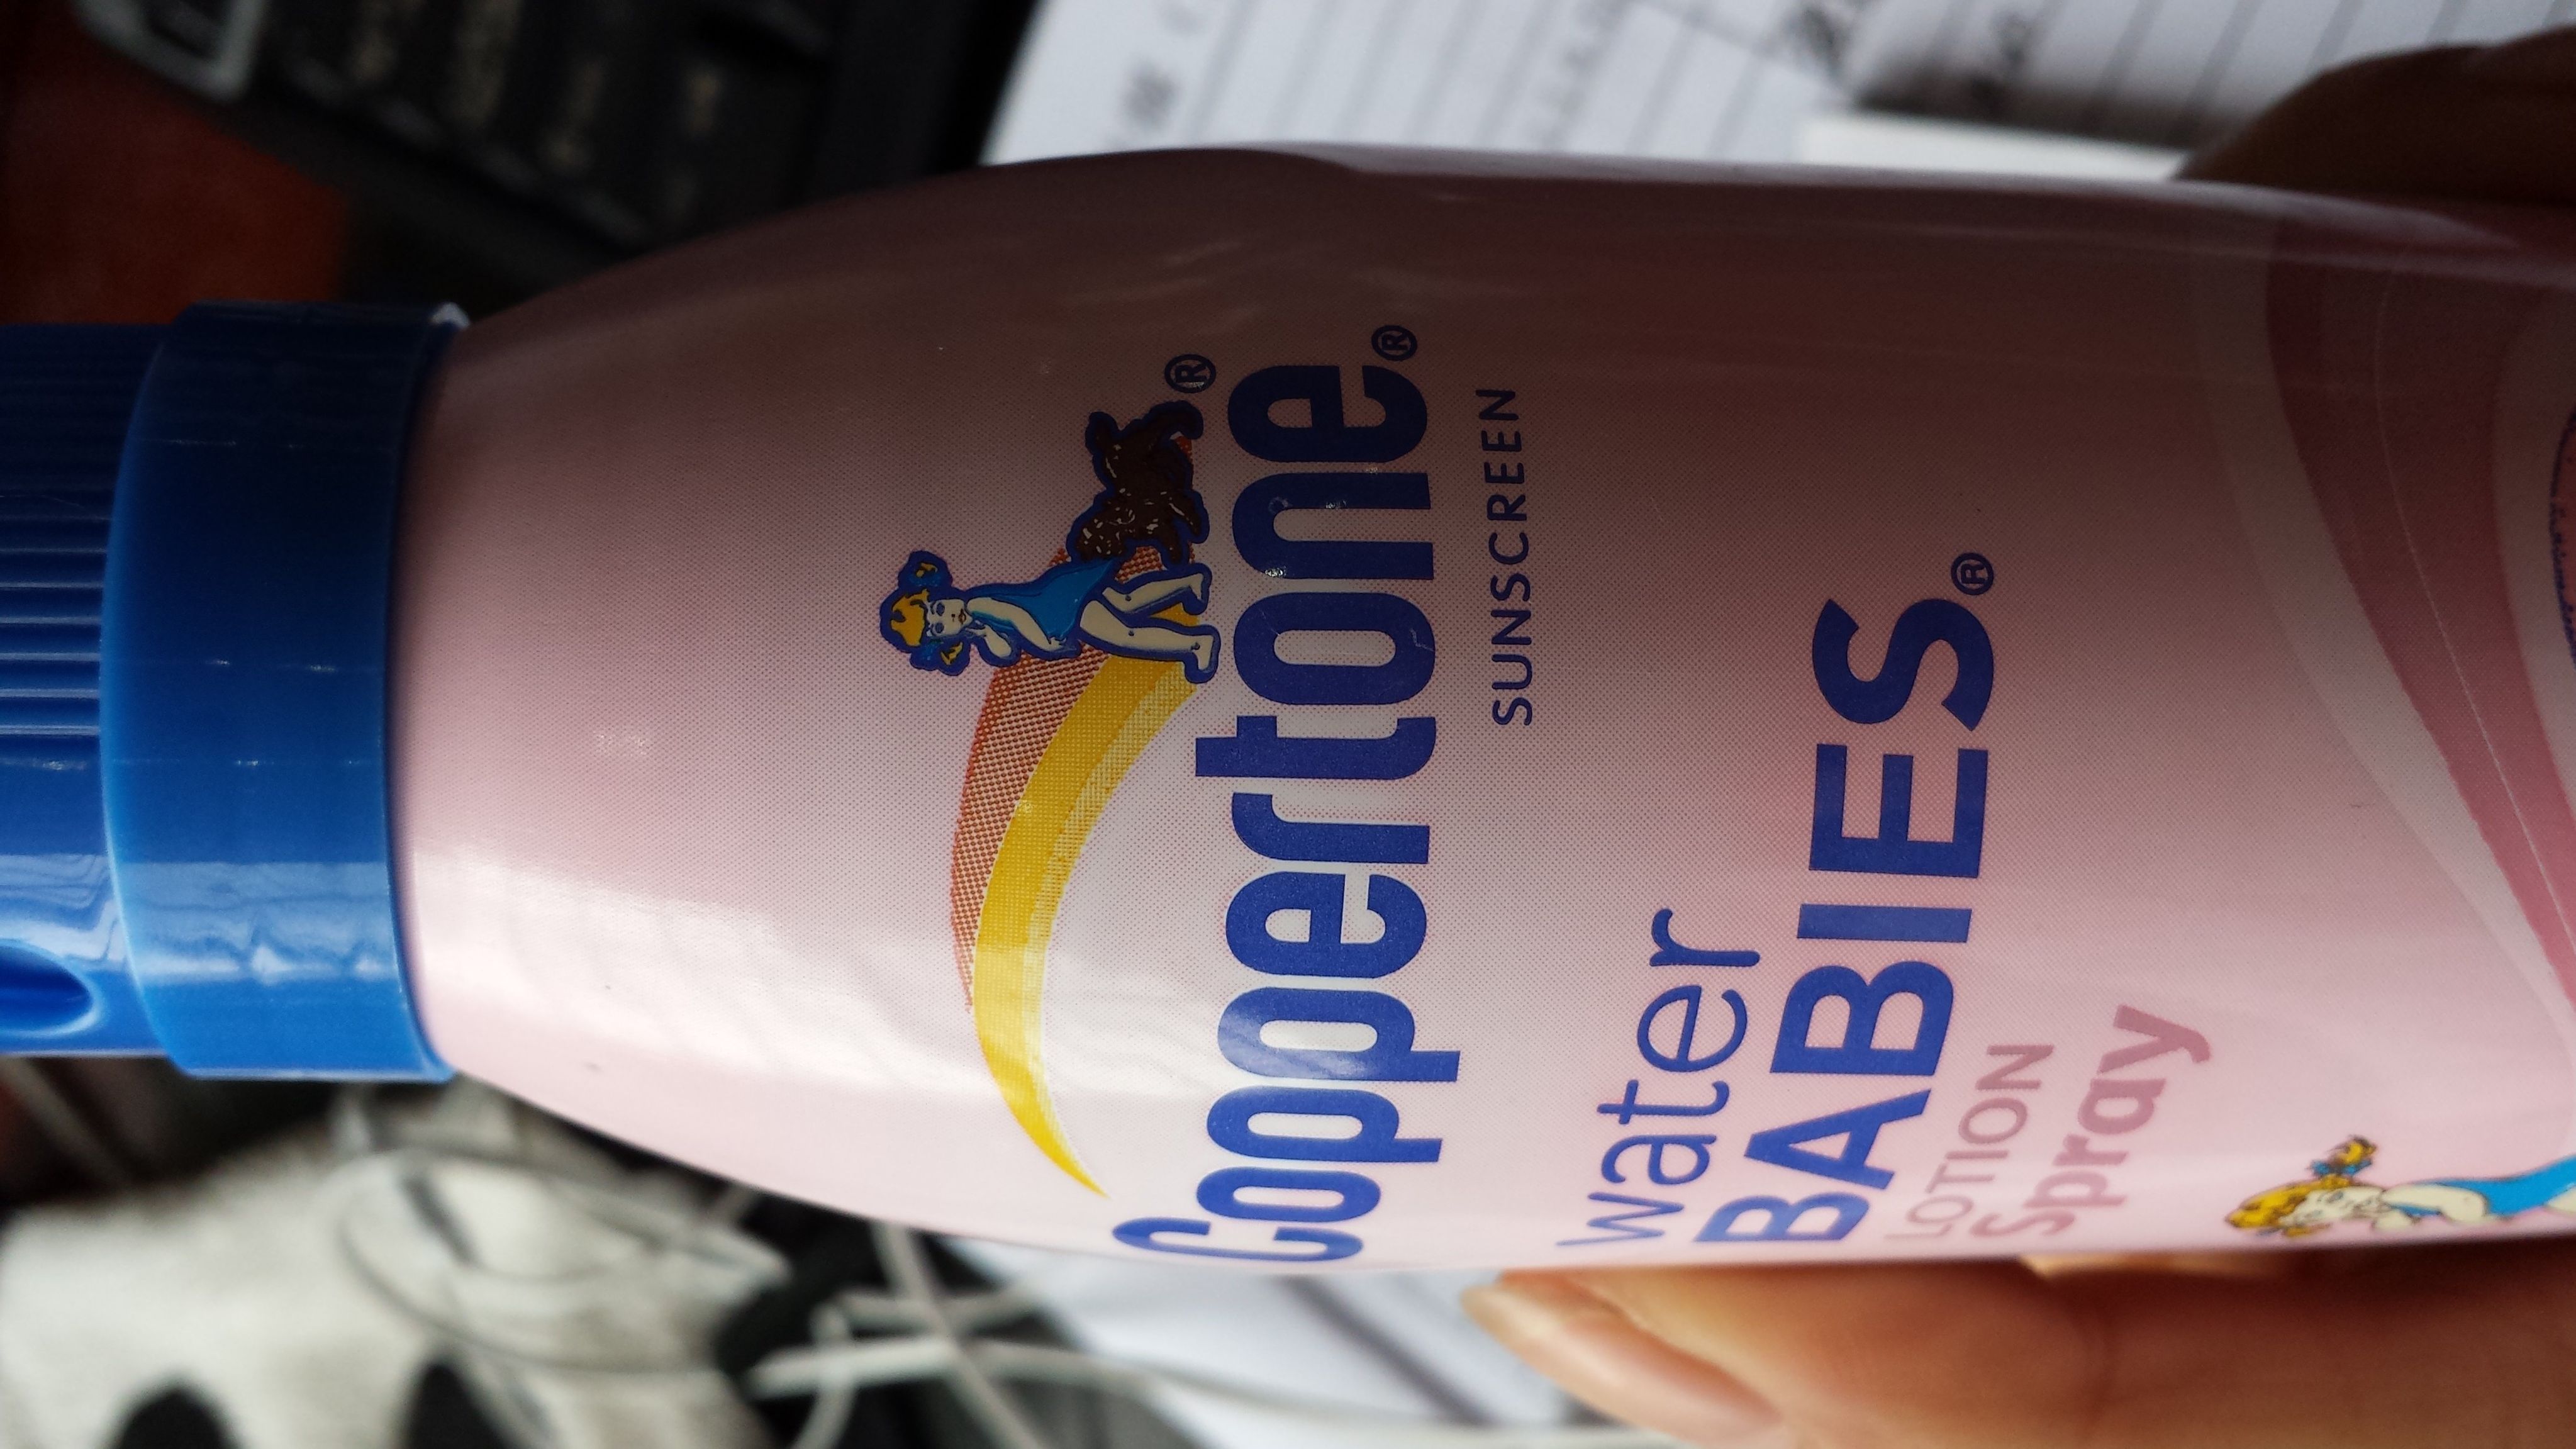 Coppertone®
SUNSCREEN
water
BABIES®
LOTION
Spray